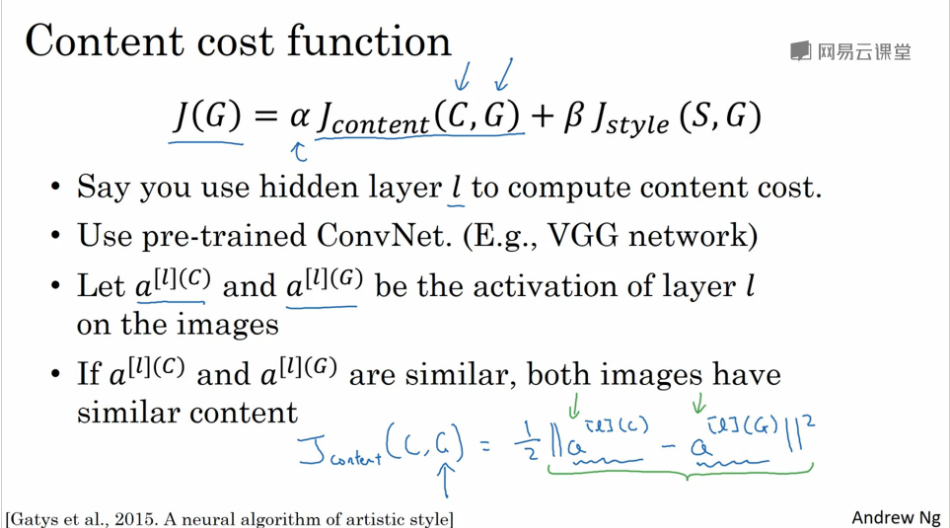 Content cost function
网易云课堂
J(G) = α J_content(C, G) + β J_style (S, G)
• Say you use hidden layer l to compute content cost.
• Use pre-trained ConvNet. (E.g., VGG network)
• Let a^[l](C) and a^[l](G) be the activation of layer l
on the images
• If a^[l](C) and a^[l](G) are similar, both images have
similar content
J_content(C, G) = 1/2 ||a^[l](C) − a^[l](G)||^2
[Gatys et al., 2015. A neural algorithm of artistic style]
Andrew Ng